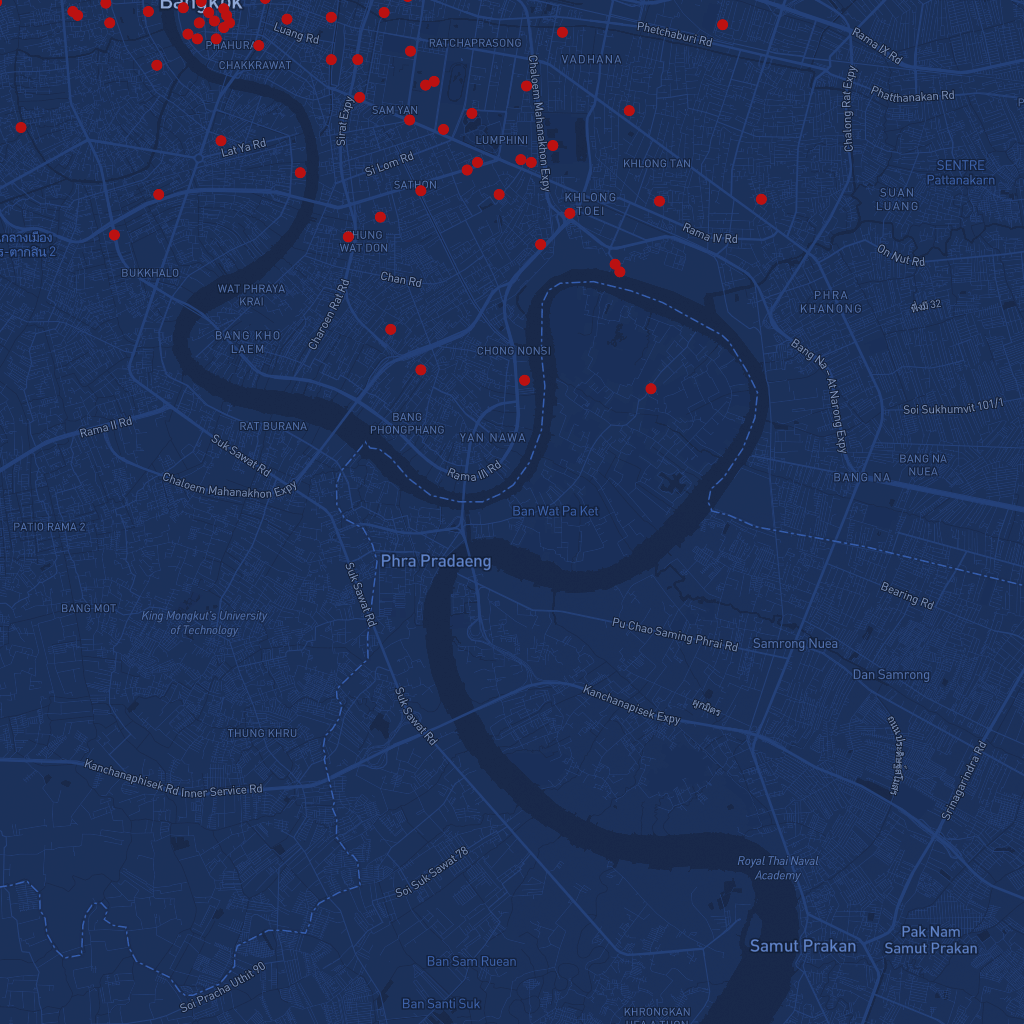 Bangkok
PHAHURAT
CHAKKRAWAT
Luang Rd
RATCHAPRASONG
Phetchaburi Rd
VADHANA
Rama IX Rd
Phatthanakan Rd
Chalong Rat Expy
Chaloem Mahanakhon Expy
Sirat Expy
SAM YAN
LUMPHINI
Lat Ya Rd
Si Lom Rd
SATHON
KHLONG TAN
SENTRE
Pattanakarn
SUAN
LUANG
KHLONG
TOEI
Rama IV Rd
On Nut Rd
THUNG
WAT DON
BUKKHALO
Chan Rd
WAT PHRAYA
KRAI
Charoen Rat Rd
PHRA
KHANONG
พึ่งมี 32
BANG KHO
LAEM
CHONG NONSI
Bang Na – At Narong Expy
Soi Sukhumvit 101/1
Rama II Rd
RAT BURANA
BANG
PHONGPHANG
YAN NAWA
Suk Sawat Rd
Rama III Rd
Chaloem Mahanakhon Expy
BANG NA
NUEA
BANG NA
PATIO RAMA 2
Ban Wat Pa Ket
Phra Pradaeng
Suk Sawat Rd
BANG MOT
King Mongkut's University
of Technology
Bearing Rd
Pu Chao Saming Phrai Rd
Samrong Nuea
Dan Samrong
Suk Sawat Rd
Kanchanapisek Expy
THUNG KHRU
Kanchanaphisek Rd Inner Service Rd
Srinagarindra Rd
Soi Suk Sawat 78
Royal Thai Naval
Academy
Samut Prakan
Pak Nam
Samut Prakan
Ban Sam Ruean
Soi Pracha Uthit 90
Ban Santi Suk
KHRONGKAN